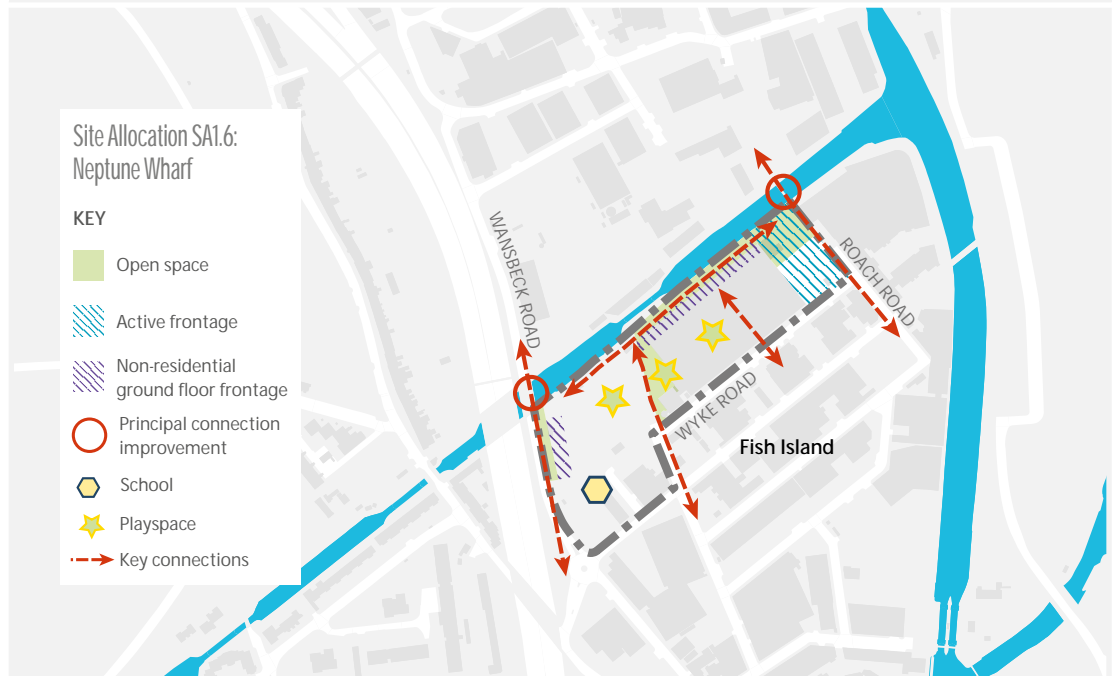 Site Allocation SA1.6:
Neptune Wharf
KEY
Open space
Active frontage
Non-residential
ground floor frontage
Principal connection
improvement
School
Playspace
Key connections
WANSBECK ROAD
ROACH ROAD
WYKE ROAD
Fish Island